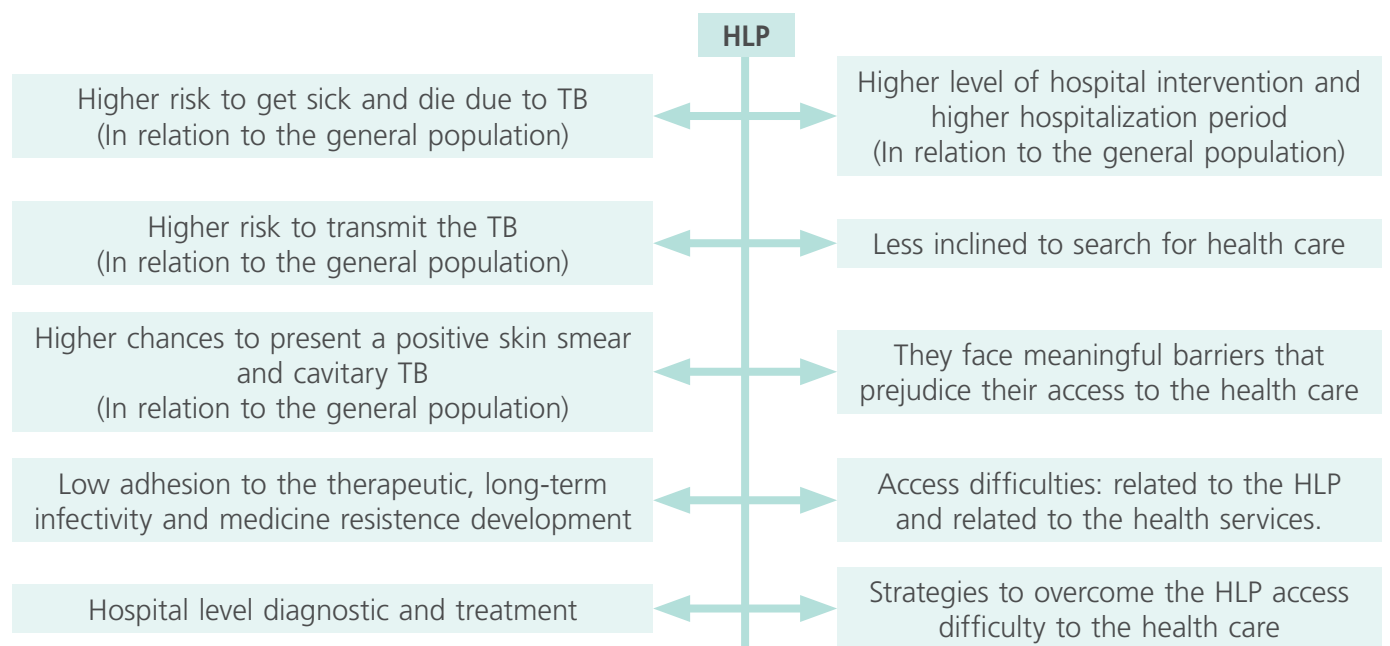 HLP
Higher risk to get sick and die due to TB
(In relation to the general population)
Higher level of hospital intervention and
higher hospitalization period
(In relation to the general population)
Higher risk to transmit the TB
(In relation to the general population)
Less inclined to search for health care
Higher chances to present a positive skin smear
and cavitary TB
(In relation to the general population)
They face meaningful barriers that
prejudice their access to the health care
Low adhesion to the therapeutic, long-term
infectivity and medicine resistence development
Access difficulties: related to the HLP
and related to the health services.
Hospital level diagnostic and treatment
Strategies to overcome the HLP access
difficulty to the health care